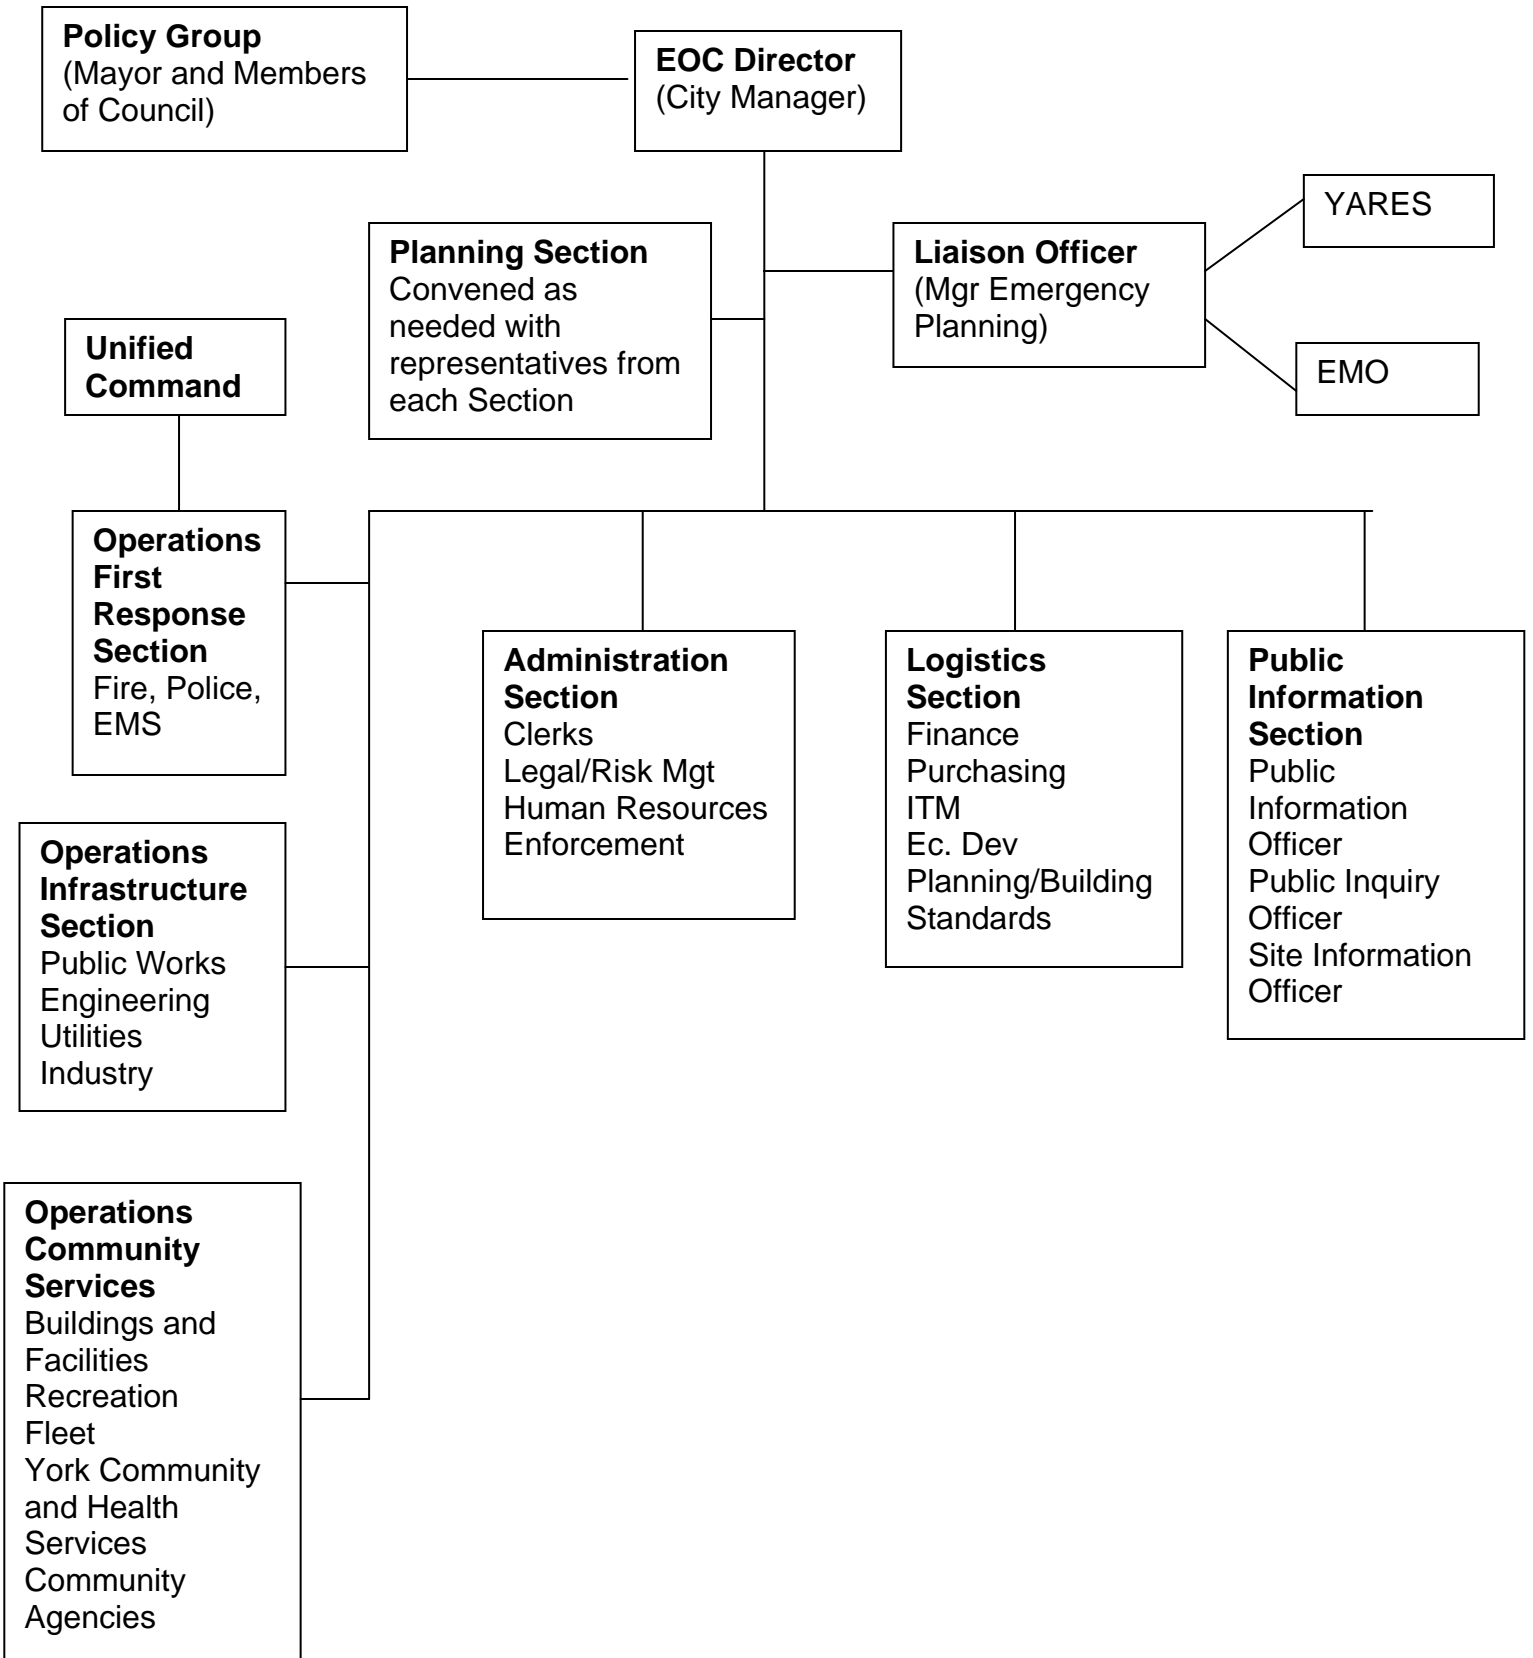 Policy Group
(Mayor and Members
of Council)
EOC Director
(City Manager)
YARES
Planning Section
Convened as
needed with
representatives from
each Section
Liaison Officer
(Mgr Emergency
Planning)
EMO
Unified
Command
Operations
First
Response
Section
Fire, Police,
EMS
Administration
Section
Clerks
Legal/Risk Mgt
Human Resources
Enforcement
Logistics
Section
Finance
Purchasing
ITM
Ec. Dev
Planning/Building
Standards
Public
Information
Section
Public
Information
Officer
Public Inquiry
Officer
Site Information
Officer
Operations
Infrastructure
Section
Public Works
Engineering
Utilities
Industry
Operations
Community
Services
Buildings and
Facilities
Recreation
Fleet
York Community
and Health
Services
Community
Agencies